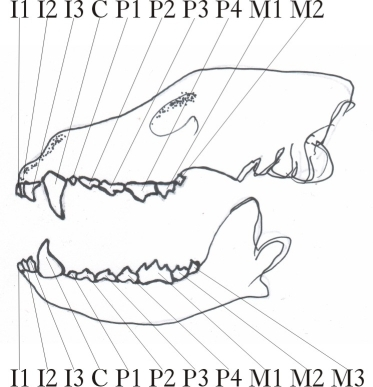 I1 I2 I3 C P1 P2 P3 P4 M1 M2
I1 I2 I3 C P1 P2 P3 P4 M1 M2 M3